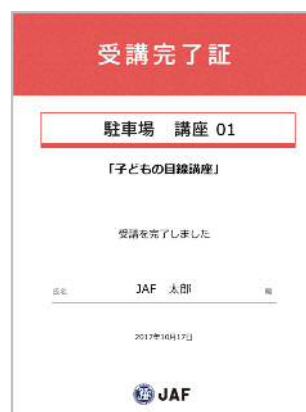 受講完了証
駐車場　講座 01
「子どもの目線講座」
受講を完了しました
氏名 JAF　太郎 殿
2017年10月17日
JAF